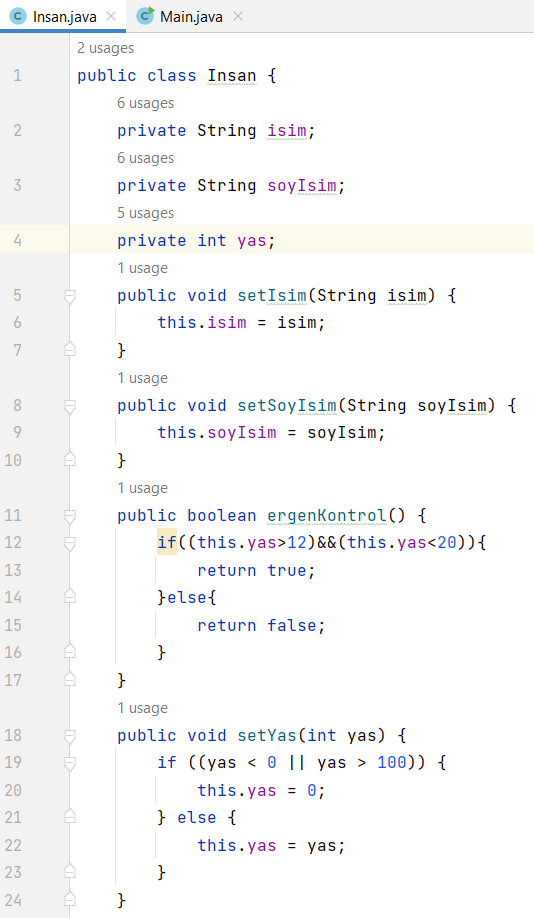 Insan.java Main.java
2 usages
1 public class Insan {
6 usages
2 private String isim;
6 usages
3 private String soyIsim;
5 usages
4 private int yas;
1 usage
5 public void setIsim(String isim) {
6 this.isim = isim;
7 }
1 usage
8 public void setSoyIsim(String soyIsim) {
9 this.soyIsim = soyIsim;
10 }
1 usage
11 public boolean ergenKontrol() {
12 if((this.yas>12)&&(this.yas<20)){
13 return true;
14 }else{
15 return false;
16 }
17 }
1 usage
18 public void setYas(int yas) {
19 if ((yas < 0 || yas > 100)) {
20 this.yas = 0;
21 } else {
22 this.yas = yas;
23 }
24 }